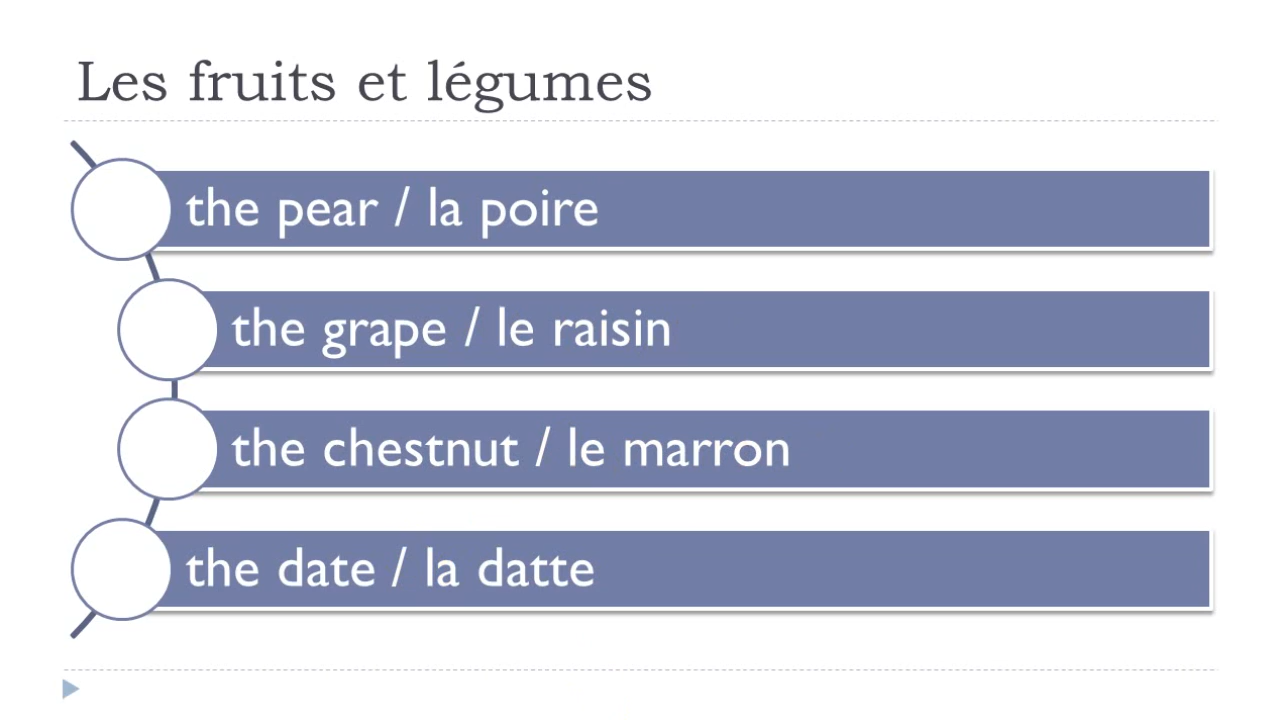 Les fruits et légumes
the pear / la poire
the grape / le raisin
the chestnut / le marron
the date / la datte